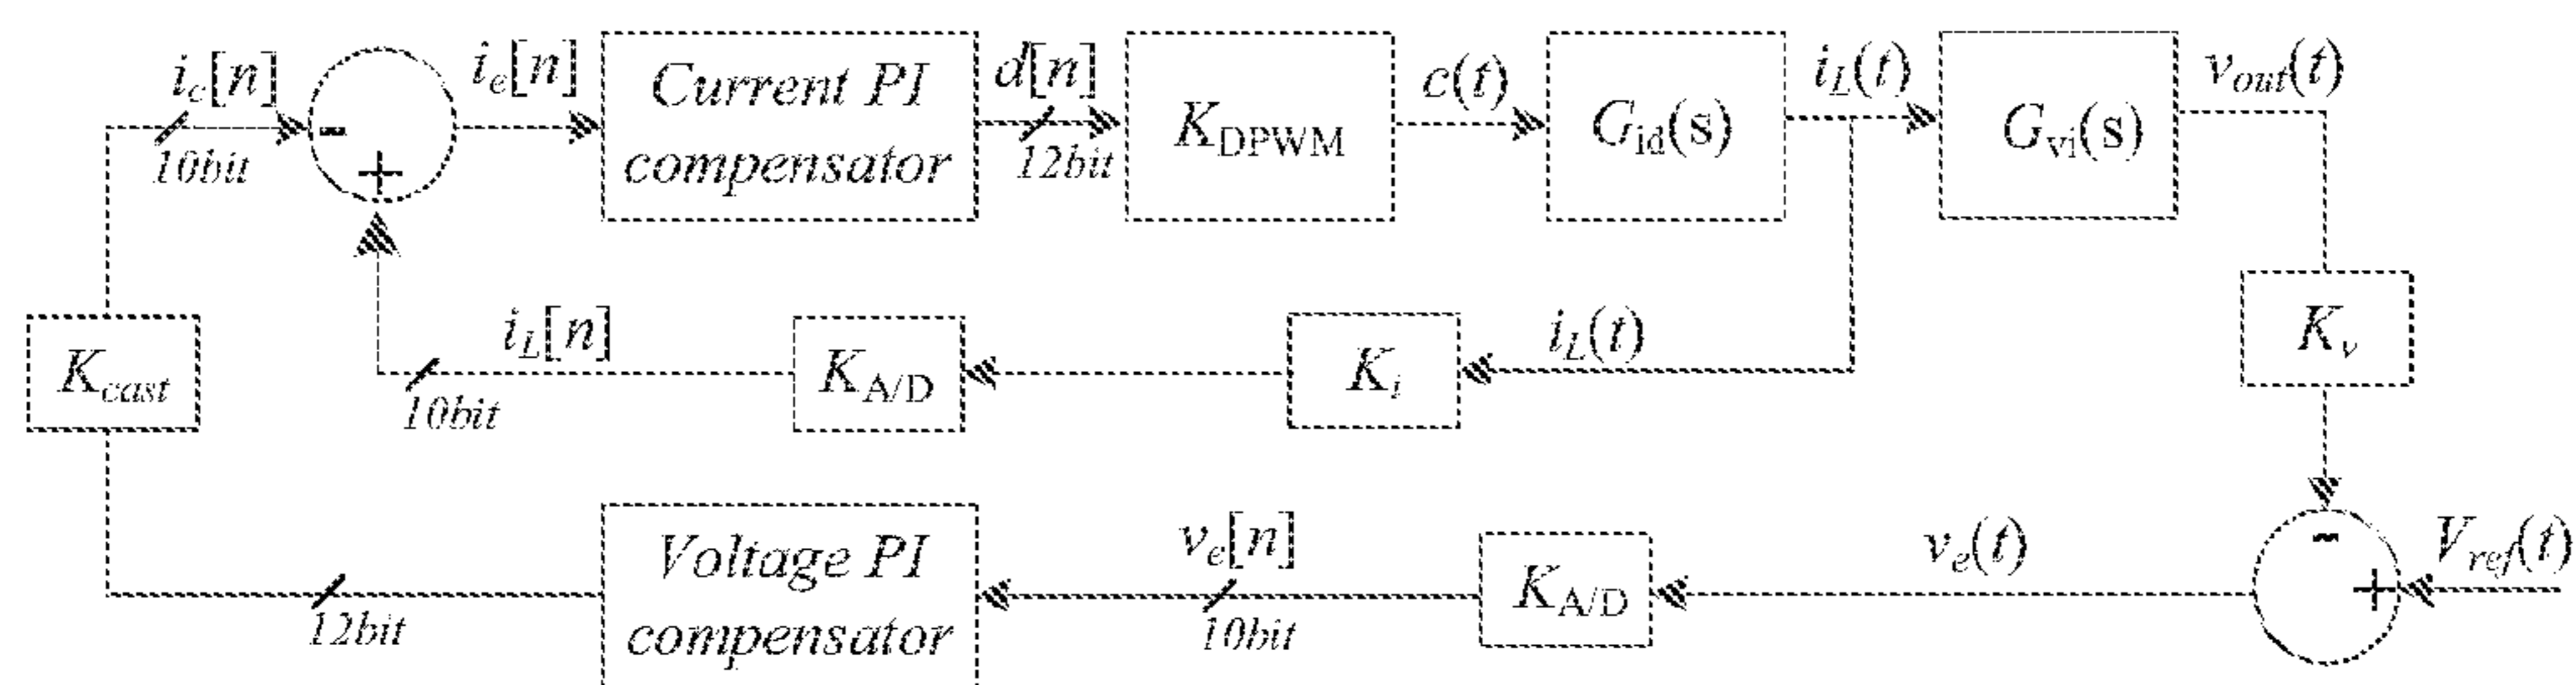 i_c[n]
10bit
-
+
i_e[n]
Current PI
compensator
d[n]
12bit
K_DPWM
c(t)
G_id(s)
i_L(t)
G_vi(s)
v_out(t)
K_cast
i_L[n]
10bit
K_A/D
K_i
i_L(t)
K_v
12bit
Voltage PI
compensator
v_e[n]
10bit
K_A/D
v_e(t)
-
+
V_ref(t)